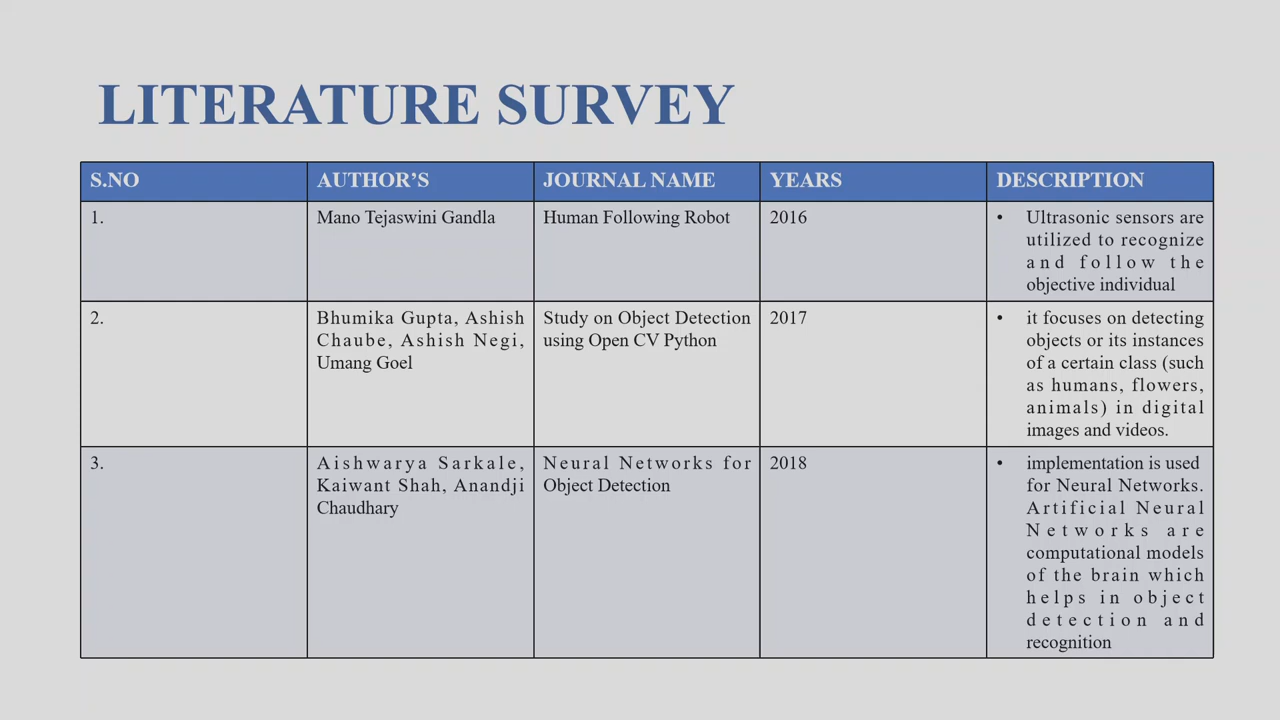 LITERATURE SURVEY
S.NO AUTHOR’S JOURNAL NAME YEARS DESCRIPTION
1.
Mano Tejaswini Gandla
Human Following Robot
2016
• Ultrasonic sensors are
utilized to recognize
and follow the
objective individual
2.
Bhumika Gupta, Ashish
Chaube, Ashish Negi,
Umang Goel
Study on Object Detection
using Open CV Python
2017
• it focuses on detecting
objects or its instances
of a certain class (such
as humans, flowers,
animals) in digital
images and videos.
3.
Aishwarya Sarkale,
Kaiwant Shah, Anandji
Chaudhary
Neural Networks for
Object Detection
2018
• implementation is used
for Neural Networks.
Artificial Neural
Networks are
computational models
of the brain which
helps in object
detection and
recognition